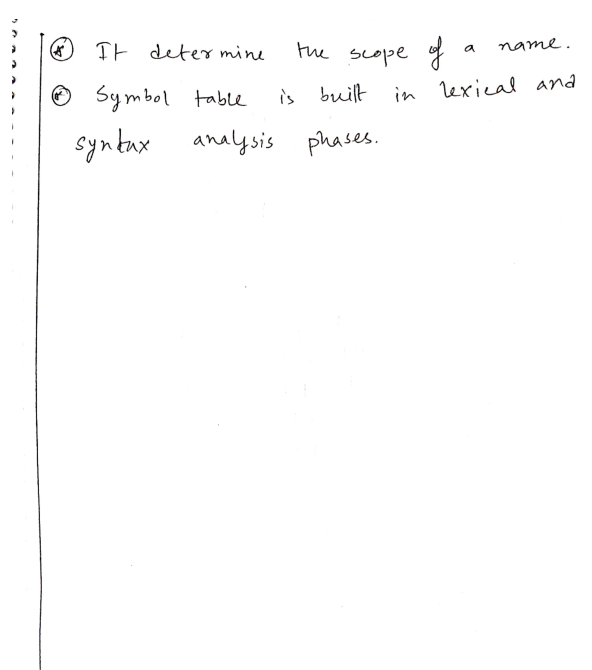 ⊛ It determine the scope of a name.
⊛ Symbol table is built in lexical and
syntax analysis phases.